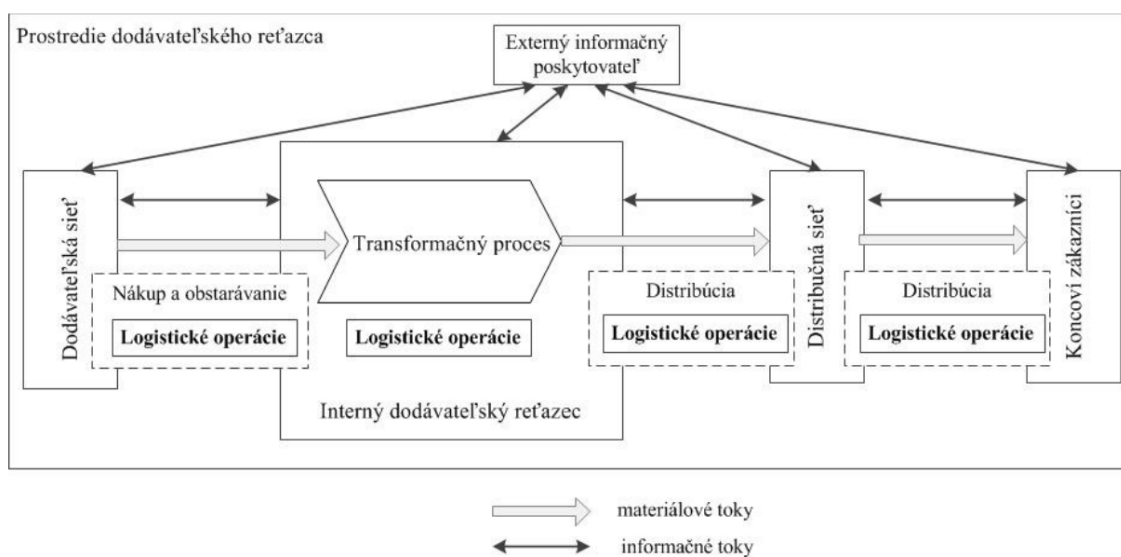 Prostredie dodávateľského reťazca
Externý informačný
poskytovateľ
Dodávateľská sieť
Transformačný proces
Distribučná sieť
Koncoví zákazníci
Nákup a obstarávanie
Logistické operácie
Logistické operácie
Distribúcia
Logistické operácie
Distribúcia
Logistické operácie
Interný dodávateľský reťazec
materiálové toky
informačné toky